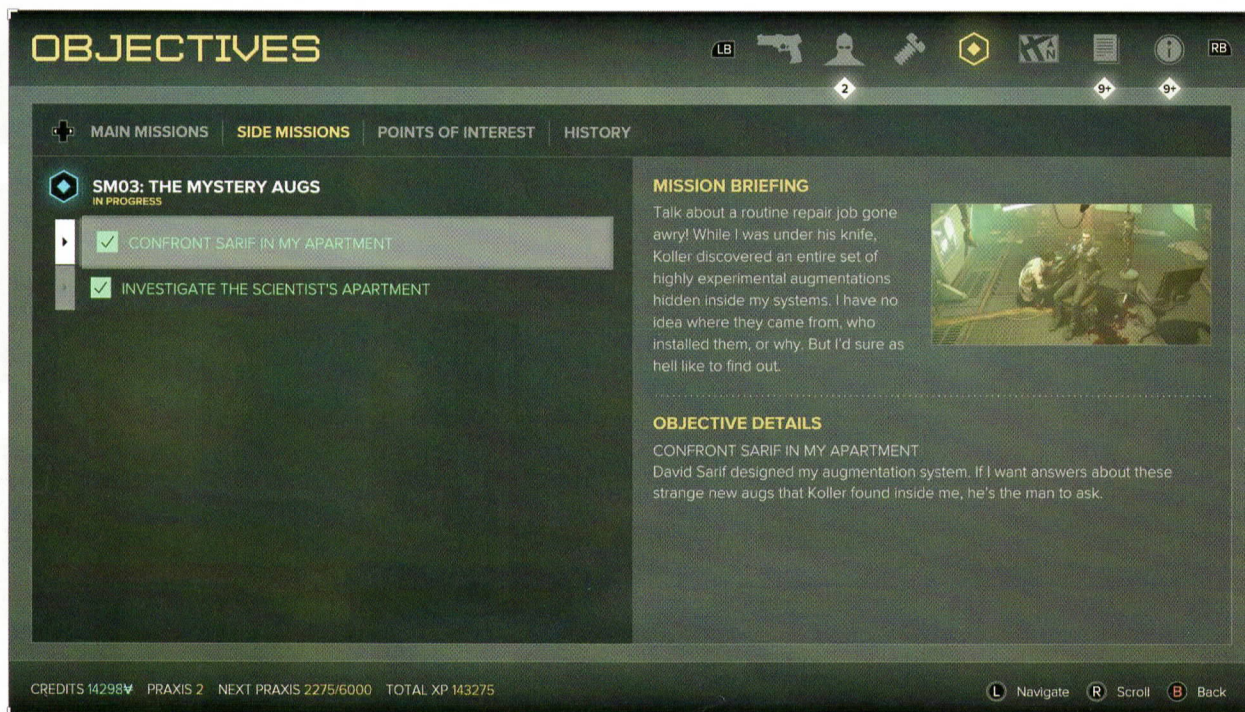 OBJECTIVES
LB
RB
2
9+
9+
MAIN MISSIONS
SIDE MISSIONS
POINTS OF INTEREST
HISTORY
SM03: THE MYSTERY AUGS
IN PROGRESS
CONFRONT SARIF IN MY APARTMENT
INVESTIGATE THE SCIENTIST'S APARTMENT
MISSION BRIEFING
Talk about a routine repair job gone
awry! While I was under his knife,
Koller discovered an entire set of
highly experimental augmentations
hidden inside my systems. I have no
idea where they came from, who
installed them, or why. But I'd sure as
hell like to find out.
OBJECTIVE DETAILS
CONFRONT SARIF IN MY APARTMENT
David Sarif designed my augmentation system. If I want answers about these
strange new augs that Koller found inside me, he's the man to ask.
CREDITS 14298 PRAXIS 2 NEXT PRAXIS 2275/6000 TOTAL XP 143275
L Navigate R Scroll B Back